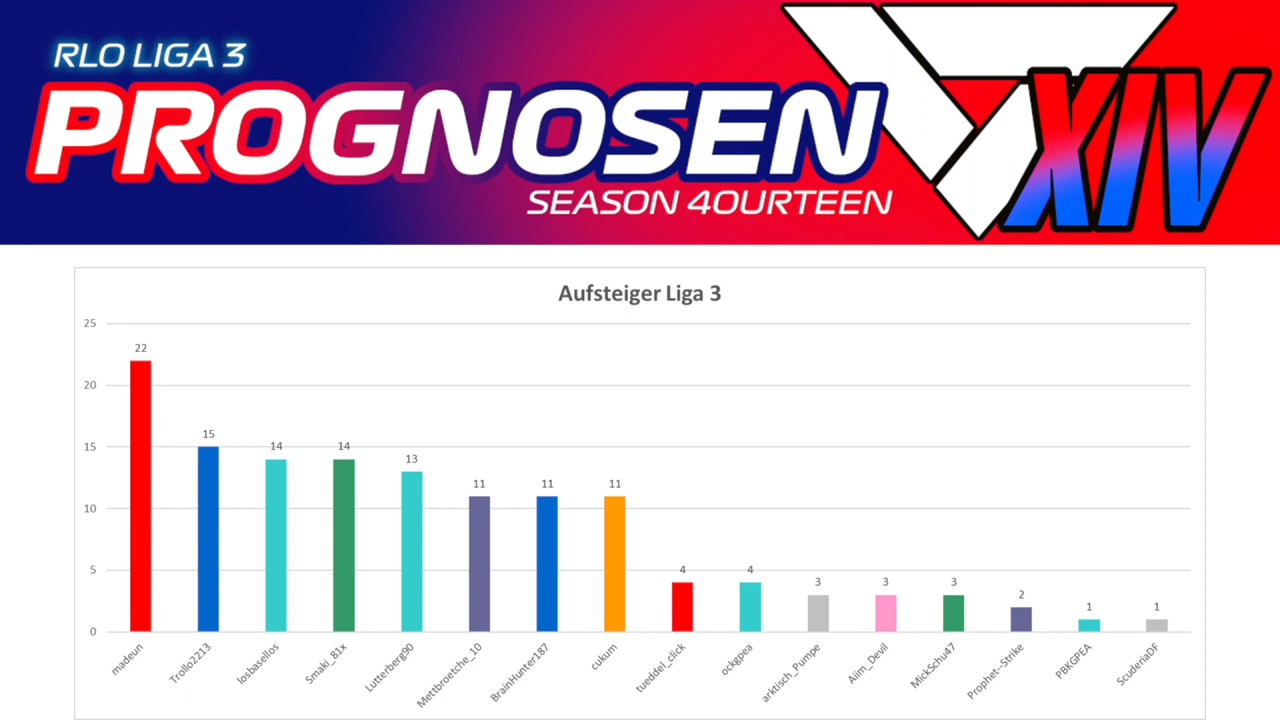 RLO LIGA 3
PROGNOSEN
SEASON 4OURTEEN
XIV
Aufsteiger Liga 3
25
20
15
10
5
0
22
15
14
14
13
11
11
11
4
4
3
3
3
2
1
1
madeun
Trollo2213
losbasellos
Smaki_81x
Lutterberg90
Mettbroetche_10
BrainHunter187
cukum
tueddel_click
ockgpea
arktisch_Pumpe
Aiim_Devil
MickSchu47
Prophet--Strike
PBKGPEA
ScuderiaDF